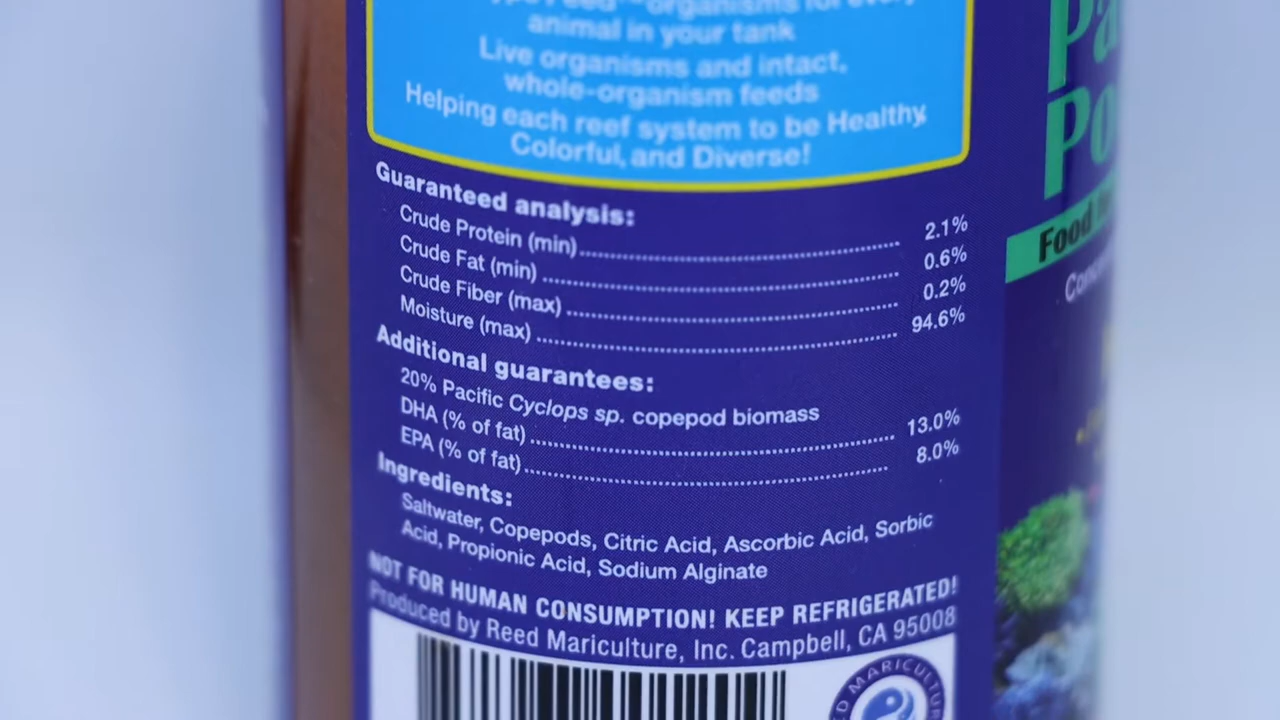 Feed organisms for every
animal in your tank
Live organisms and intact,
whole-organism feeds
Helping each reef system to be Healthy,
Colorful, and Diverse!
Guaranteed analysis:
Crude Protein (min) 2.1%
Crude Fat (min) 0.6%
Crude Fiber (max) 0.2%
Moisture (max) 94.6%
Additional guarantees:
20% Pacific Cyclops sp. copepod biomass
DHA (% of fat) 13.0%
EPA (% of fat) 8.0%
Ingredients:
Saltwater, Copepods, Citric Acid, Ascorbic Acid, Sorbic
Acid, Propionic Acid, Sodium Alginate
NOT FOR HUMAN CONSUMPTION! KEEP REFRIGERATED!
Produced by Reed Mariculture, Inc. Campbell, CA 95008
Food